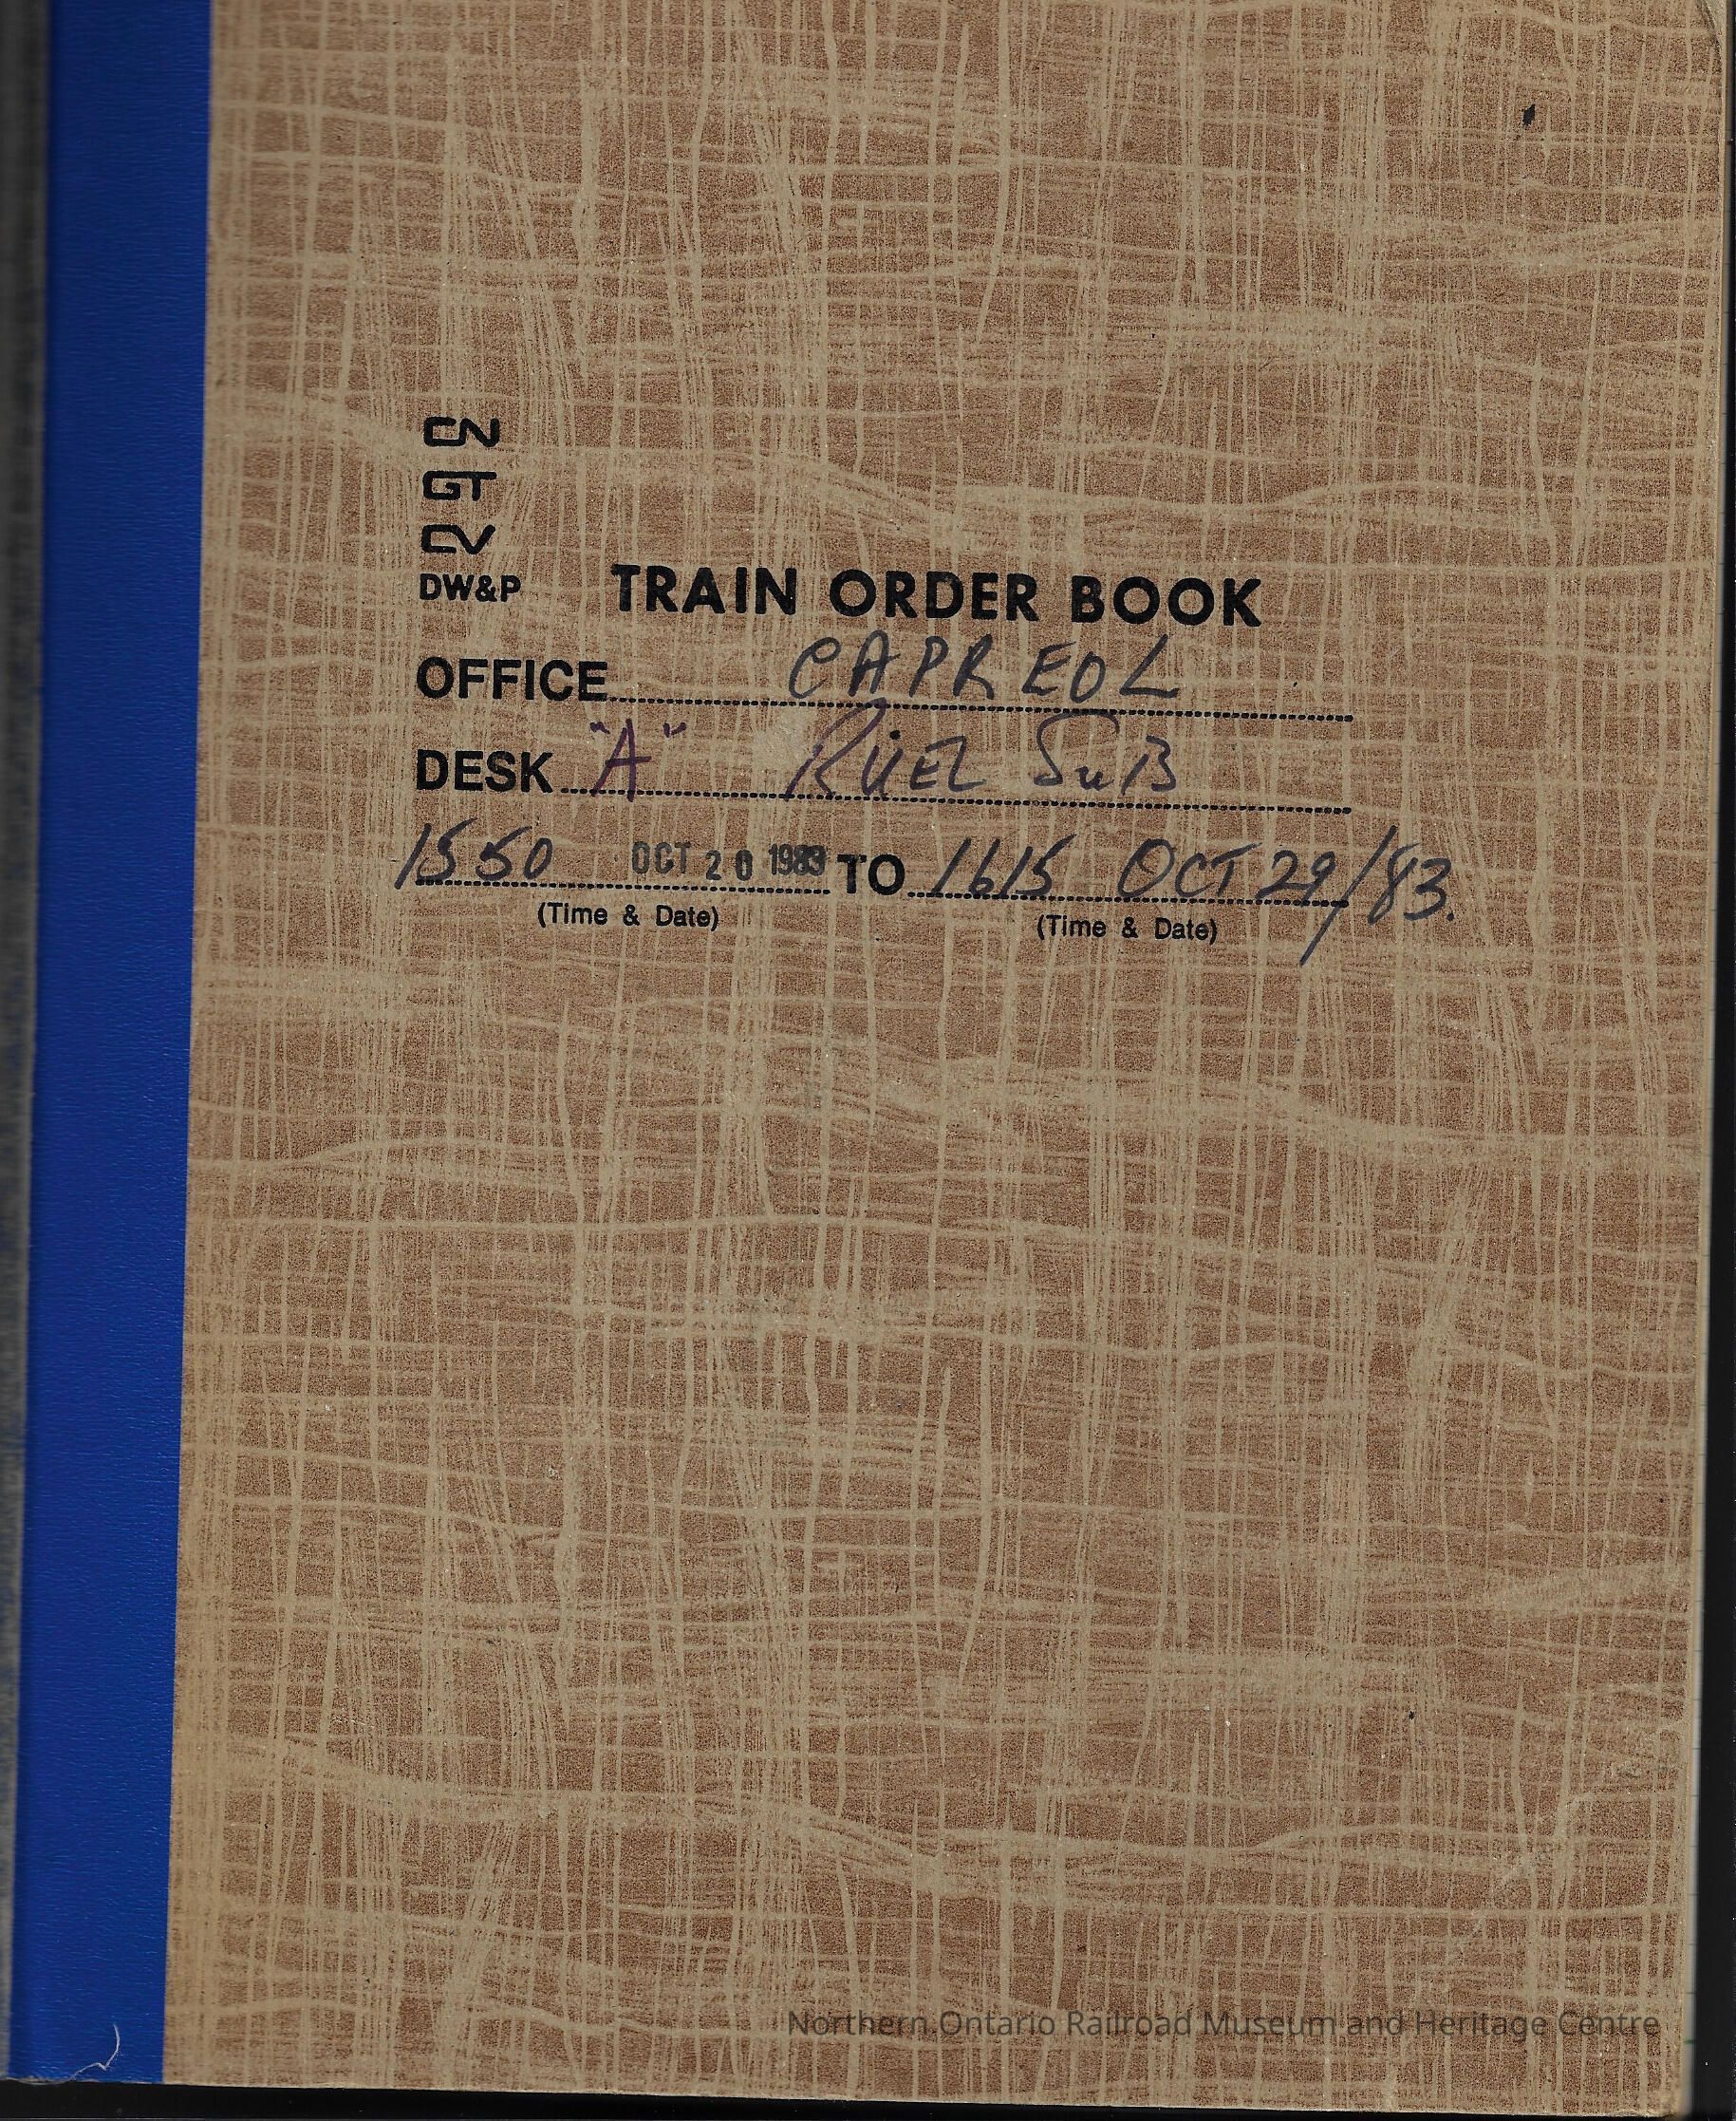 CN
GT
CV
DW&P TRAIN ORDER BOOK
OFFICE CAPREOL
DESK "A" RUEL SUB
1550 OCT 20 1983 TO 1615 OCT 29/83.
(Time & Date) (Time & Date)
Northern Ontario Railroad Museum and Heritage Centre